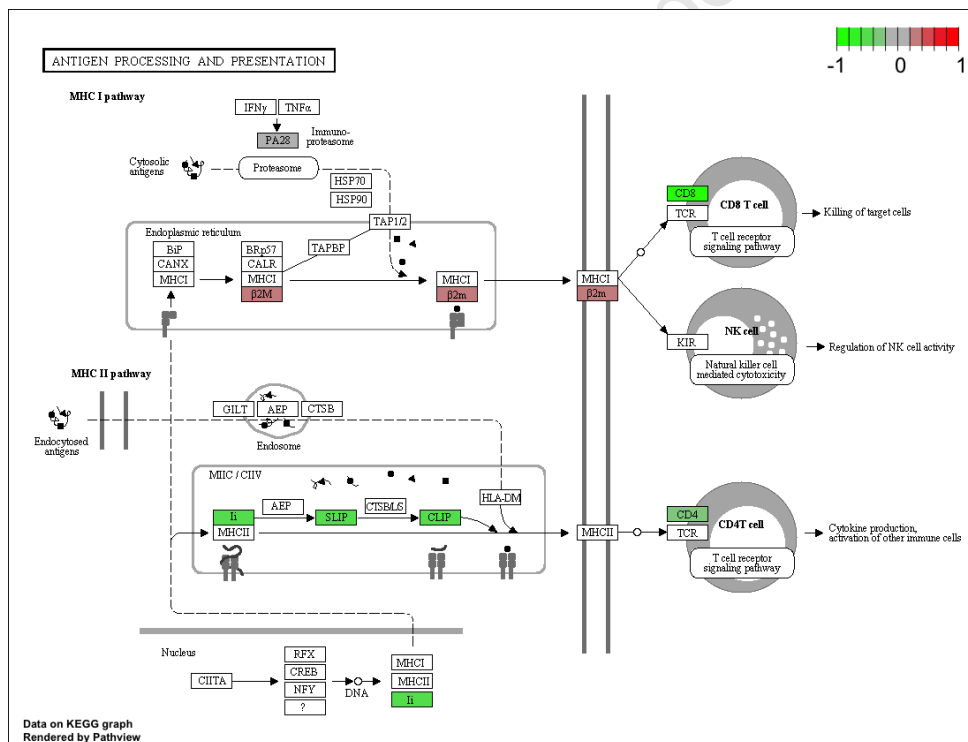 -1 0 1
ANTIGEN PROCESSING AND PRESENTATION
MHC I pathway
IFNγ TNFα
PA28
Immuno-
proteasome
Cytosolic
antigens
Proteasome
HSP70
HSP90
TAP1/2
Endoplasmic reticulum
TAPBP
BiP
CANX
MHCI
BRp57
CALR
MHCI
β2M
MHCI
β2m
MHCI
β2m
CD8
TCR
CD8 T cell
T cell receptor
signaling pathway
Killing of target cells
KIR
NK cell
Natural killer cell
mediated cytotoxicity
Regulation of NK cell activity
MHC II pathway
Endocytosed
antigens
GILT AEP CTSB
Endosome
MIIC / CIIV
Ii
MHCII
AEP
SLIP
CTSB/L/S
CLIP
HLA-DM
MHCII
CD4
TCR
CD4T cell
T cell receptor
signaling pathway
Cytokine production,
activation of other immune cells
Nucleus
CIITA
RFX
CREB
NFY
?
DNA
MHCI
MHCII
Ii
Data on KEGG graph
Rendered by Pathview